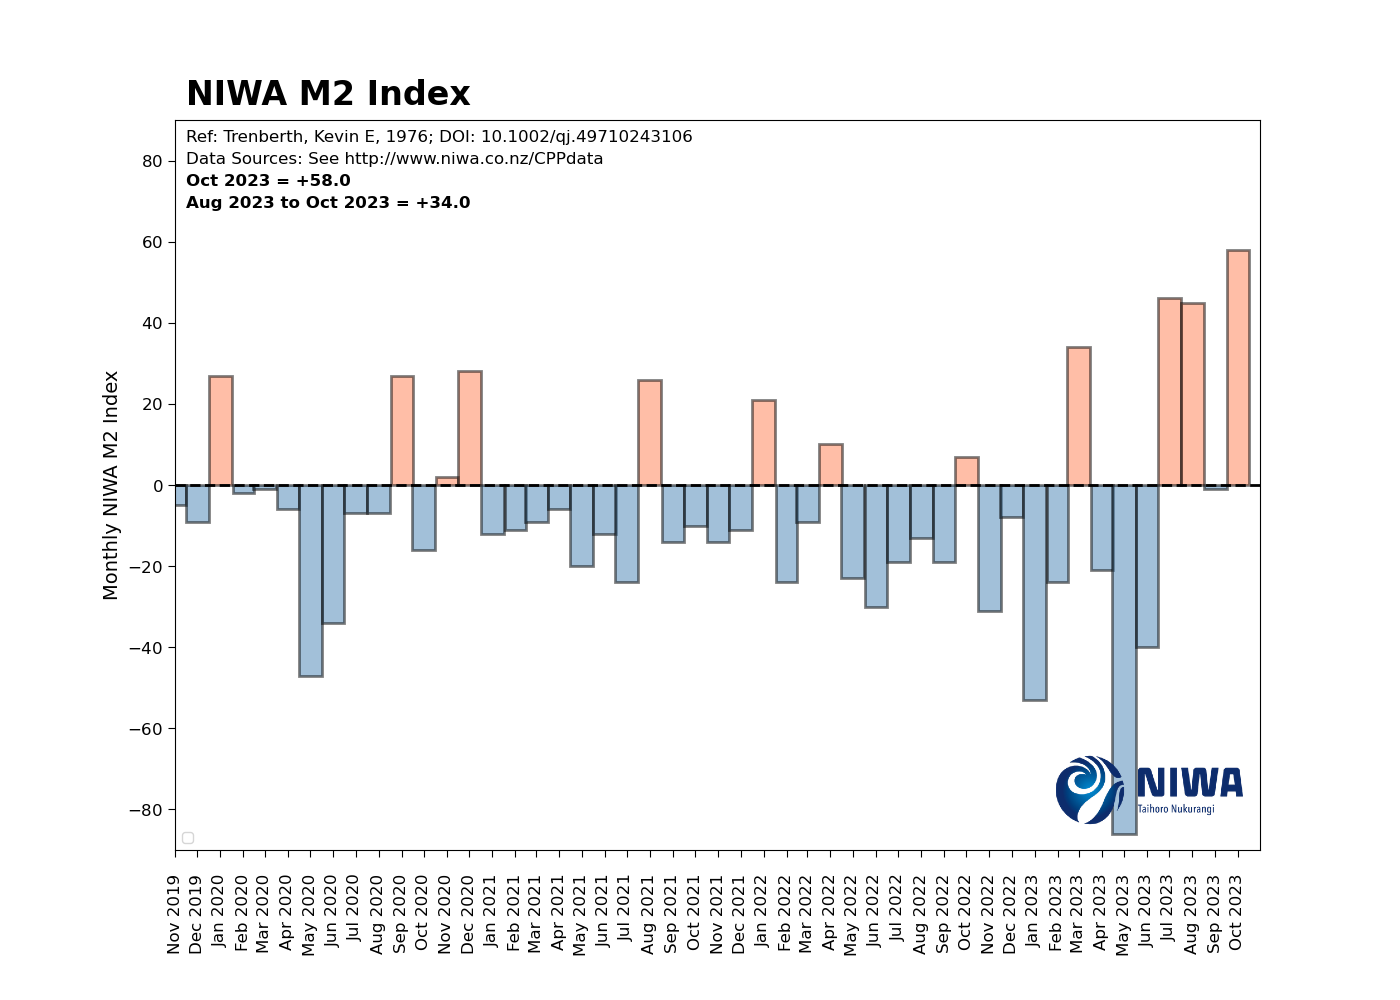 NIWA M2 Index
Ref: Trenberth, Kevin E, 1976; DOI: 10.1002/qj.49710243106
Data Sources: See http://www.niwa.co.nz/CPPdata
Oct 2023 = +58.0
Aug 2023 to Oct 2023 = +34.0
Monthly NIWA M2 Index
80
60
40
20
0
−20
−40
−60
−80
NIWA
Taihoro Nukurangi
Nov 2019
Dec 2019
Jan 2020
Feb 2020
Mar 2020
Apr 2020
May 2020
Jun 2020
Jul 2020
Aug 2020
Sep 2020
Oct 2020
Nov 2020
Dec 2020
Jan 2021
Feb 2021
Mar 2021
Apr 2021
May 2021
Jun 2021
Jul 2021
Aug 2021
Sep 2021
Oct 2021
Nov 2021
Dec 2021
Jan 2022
Feb 2022
Mar 2022
Apr 2022
May 2022
Jun 2022
Jul 2022
Aug 2022
Sep 2022
Oct 2022
Nov 2022
Dec 2022
Jan 2023
Feb 2023
Mar 2023
Apr 2023
May 2023
Jun 2023
Jul 2023
Aug 2023
Sep 2023
Oct 2023